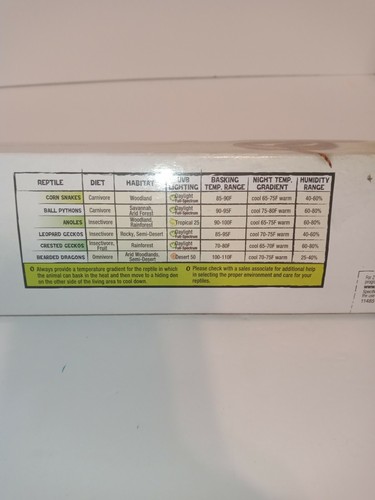 REPTILE DIET HABITAT UVB LIGHTING BASKING TEMP. RANGE NIGHT TEMP. GRADIENT HUMIDITY RANGE
CORN SNAKES Carnivore Woodland Daylight Full Spectrum 85-90F cool 65-75F warm 40-60%
BALL PYTHONS Carnivore Savannah, Arid Forest Daylight Full Spectrum 90-95F cool 75-80F warm 60-80%
ANOLES Insectivore Woodland, Rainforest Tropical 25 90-100F cool 65-75F warm 60-80%
LEOPARD GECKOS Insectivore Rocky, Semi-Desert Daylight Full Spectrum 85-95F cool 70-75F warm 40-60%
CRESTED GECKOS Insectivore, Fruit Rainforest Daylight Full Spectrum 70-80F cool 65-70F warm 60-80%
BEARDED DRAGONS Omnivore Arid Woodlands, Semi-Desert Desert 50 100-110F cool 70-75F warm 25-40%
Always provide a temperature gradient for the reptile in which
the animal can bask in the heat and then move to a hiding den
on the other side of the living area to cool down.
Please check with a sales associate for additional help
in selecting the proper environment and care for your
reptiles.